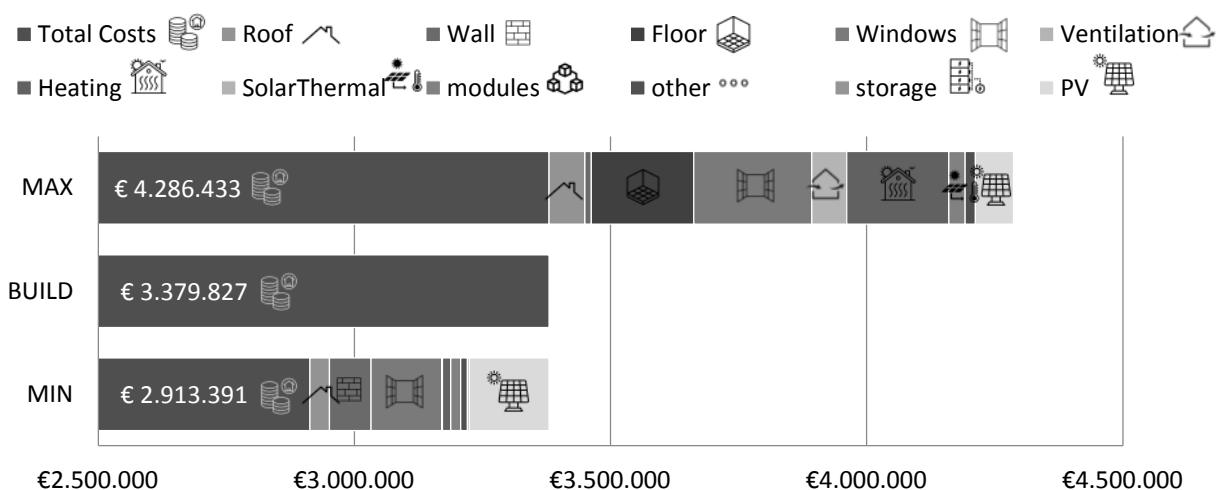 Total Costs Roof Wall Floor Windows Ventilation
Heating SolarThermal modules other storage PV
MAX € 4.286.433
BUILD € 3.379.827
MIN € 2.913.391
€2.500.000 €3.000.000 €3.500.000 €4.000.000 €4.500.000